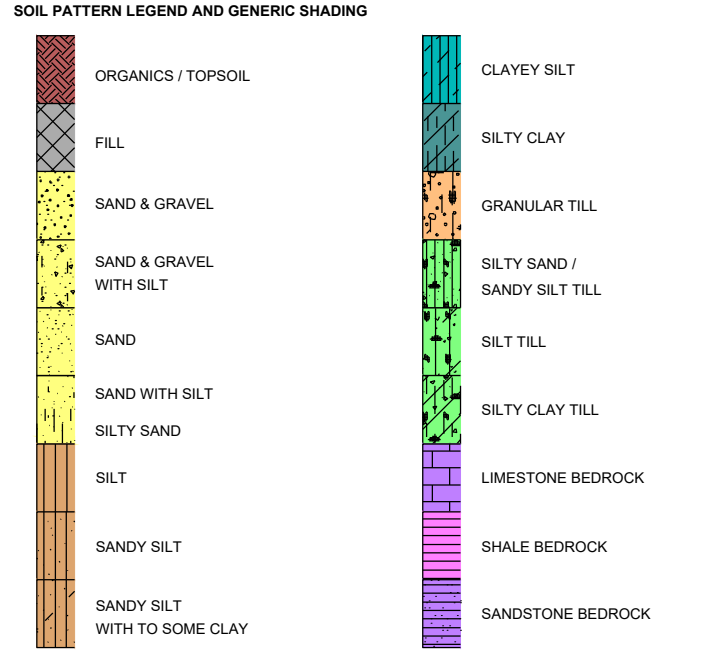 SOIL PATTERN LEGEND AND GENERIC SHADING
ORGANICS / TOPSOIL
FILL
SAND & GRAVEL
SAND & GRAVEL
WITH SILT
SAND
SAND WITH SILT
SILTY SAND
SILT
SANDY SILT
SANDY SILT
WITH TO SOME CLAY
CLAYEY SILT
SILTY CLAY
GRANULAR TILL
SILTY SAND /
SANDY SILT TILL
SILT TILL
SILTY CLAY TILL
LIMESTONE BEDROCK
SHALE BEDROCK
SANDSTONE BEDROCK